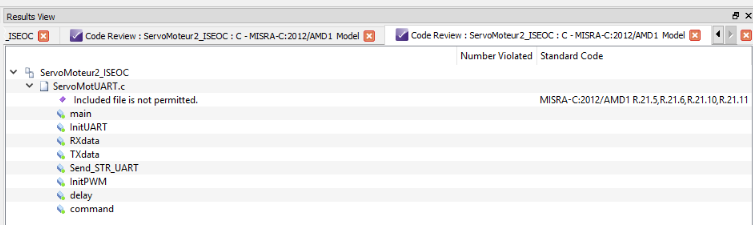 Results View
_ISEOC Code Review : ServoMoteur2_ISEOC : C - MISRA-C:2012/AMD1 Model Code Review : ServoMoteur2_ISEOC : C - MISRA-C:2012/AMD1 Model
Number Violated Standard Code
ServoMoteur2_ISEOC
ServoMotUART.c
Included file is not permitted. MISRA-C:2012/AMD1 R.21.5,R.21.6,R.21.10,R.21.11
main
InitUART
RXdata
TXdata
Send_STR_UART
InitPWM
delay
command